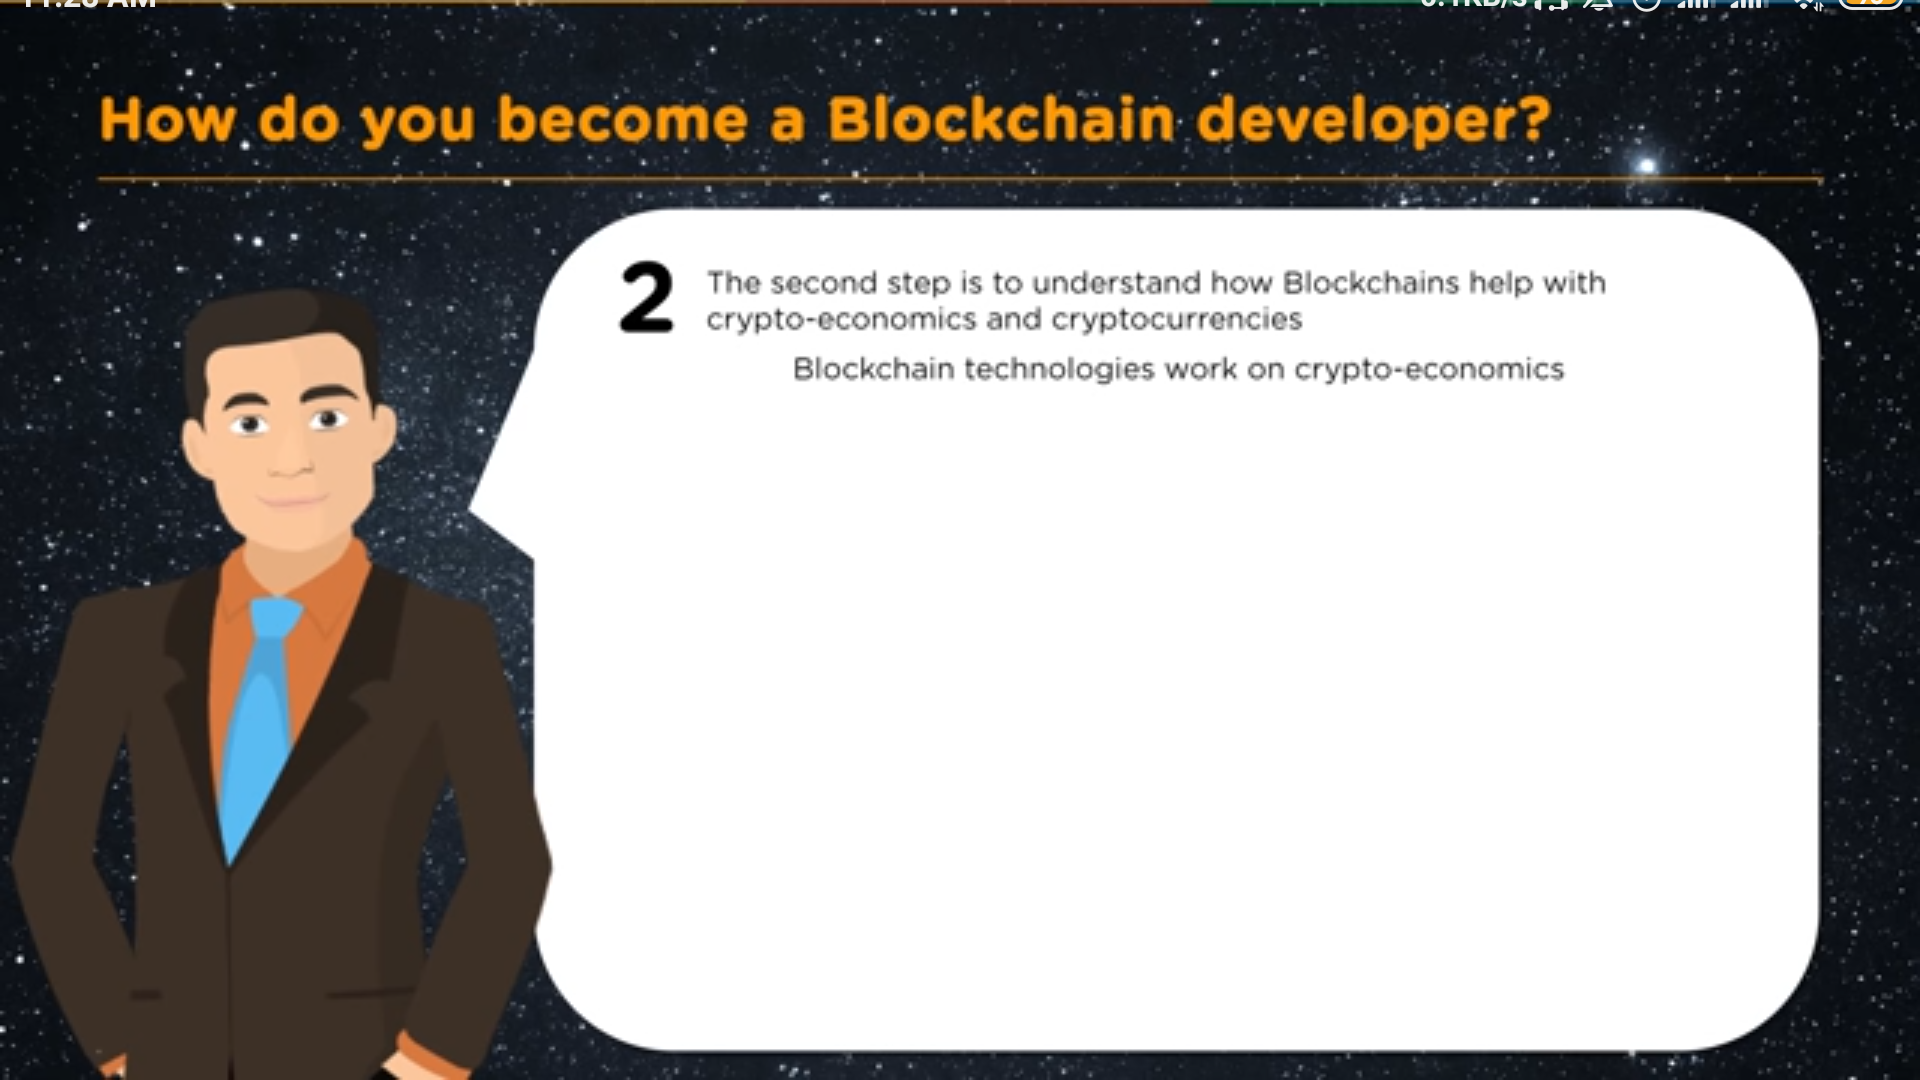 How do you become a Blockchain developer?
2
The second step is to understand how Blockchains help with
crypto-economics and cryptocurrencies
Blockchain technologies work on crypto-economics